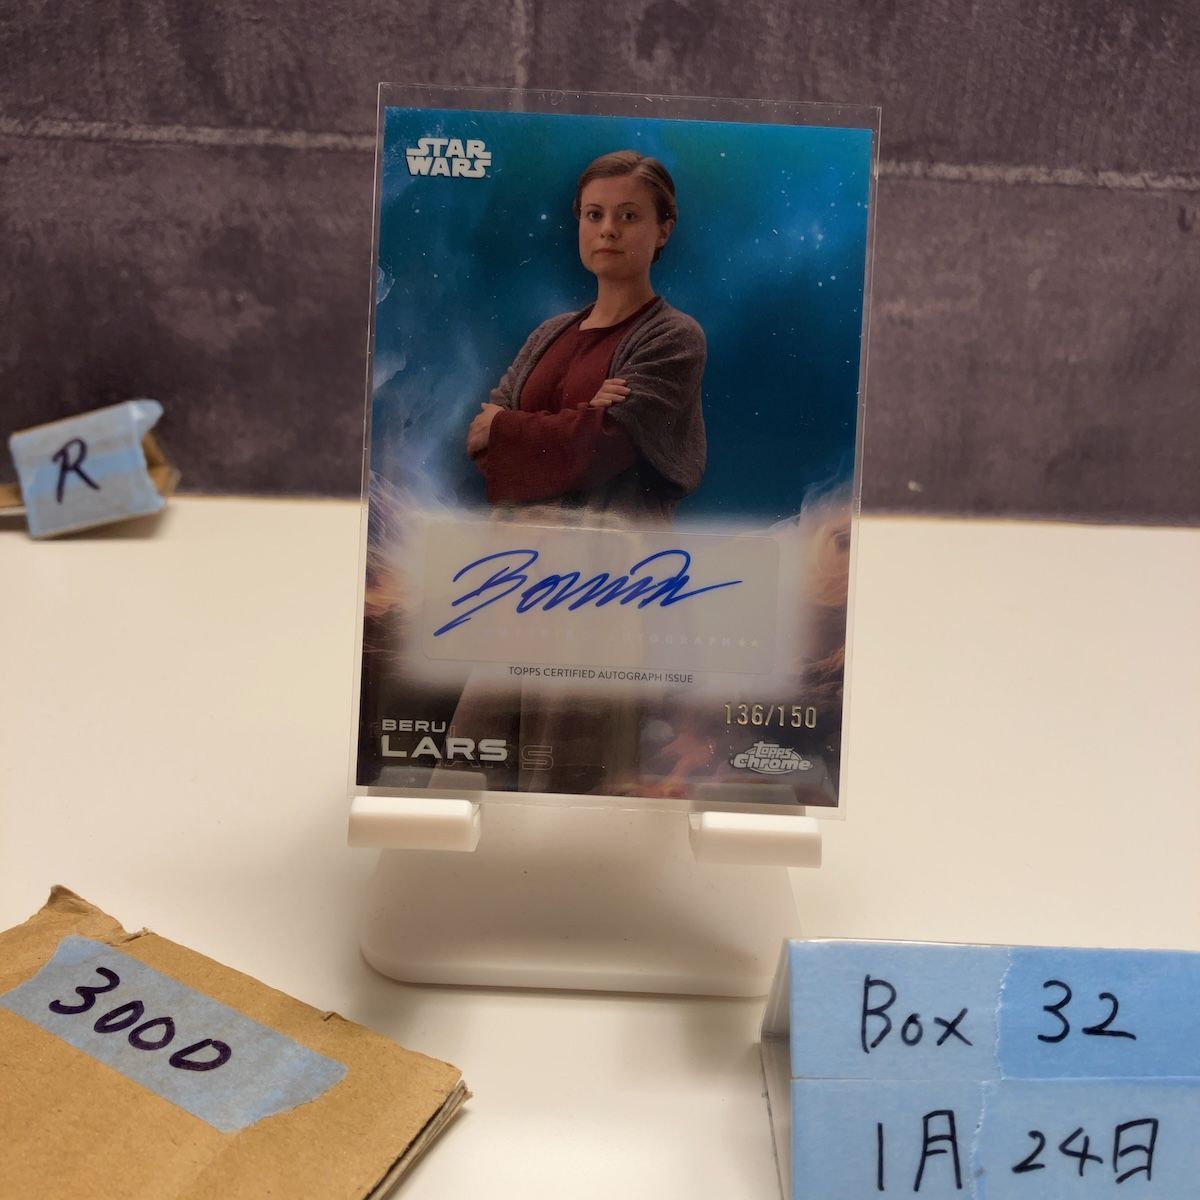 STAR
WARS
R
TOPPS CERTIFIED AUTOGRAPH ISSUE
136/150
BERU
LARS
Topps
Chrome
3000
Box 32
1月 24日